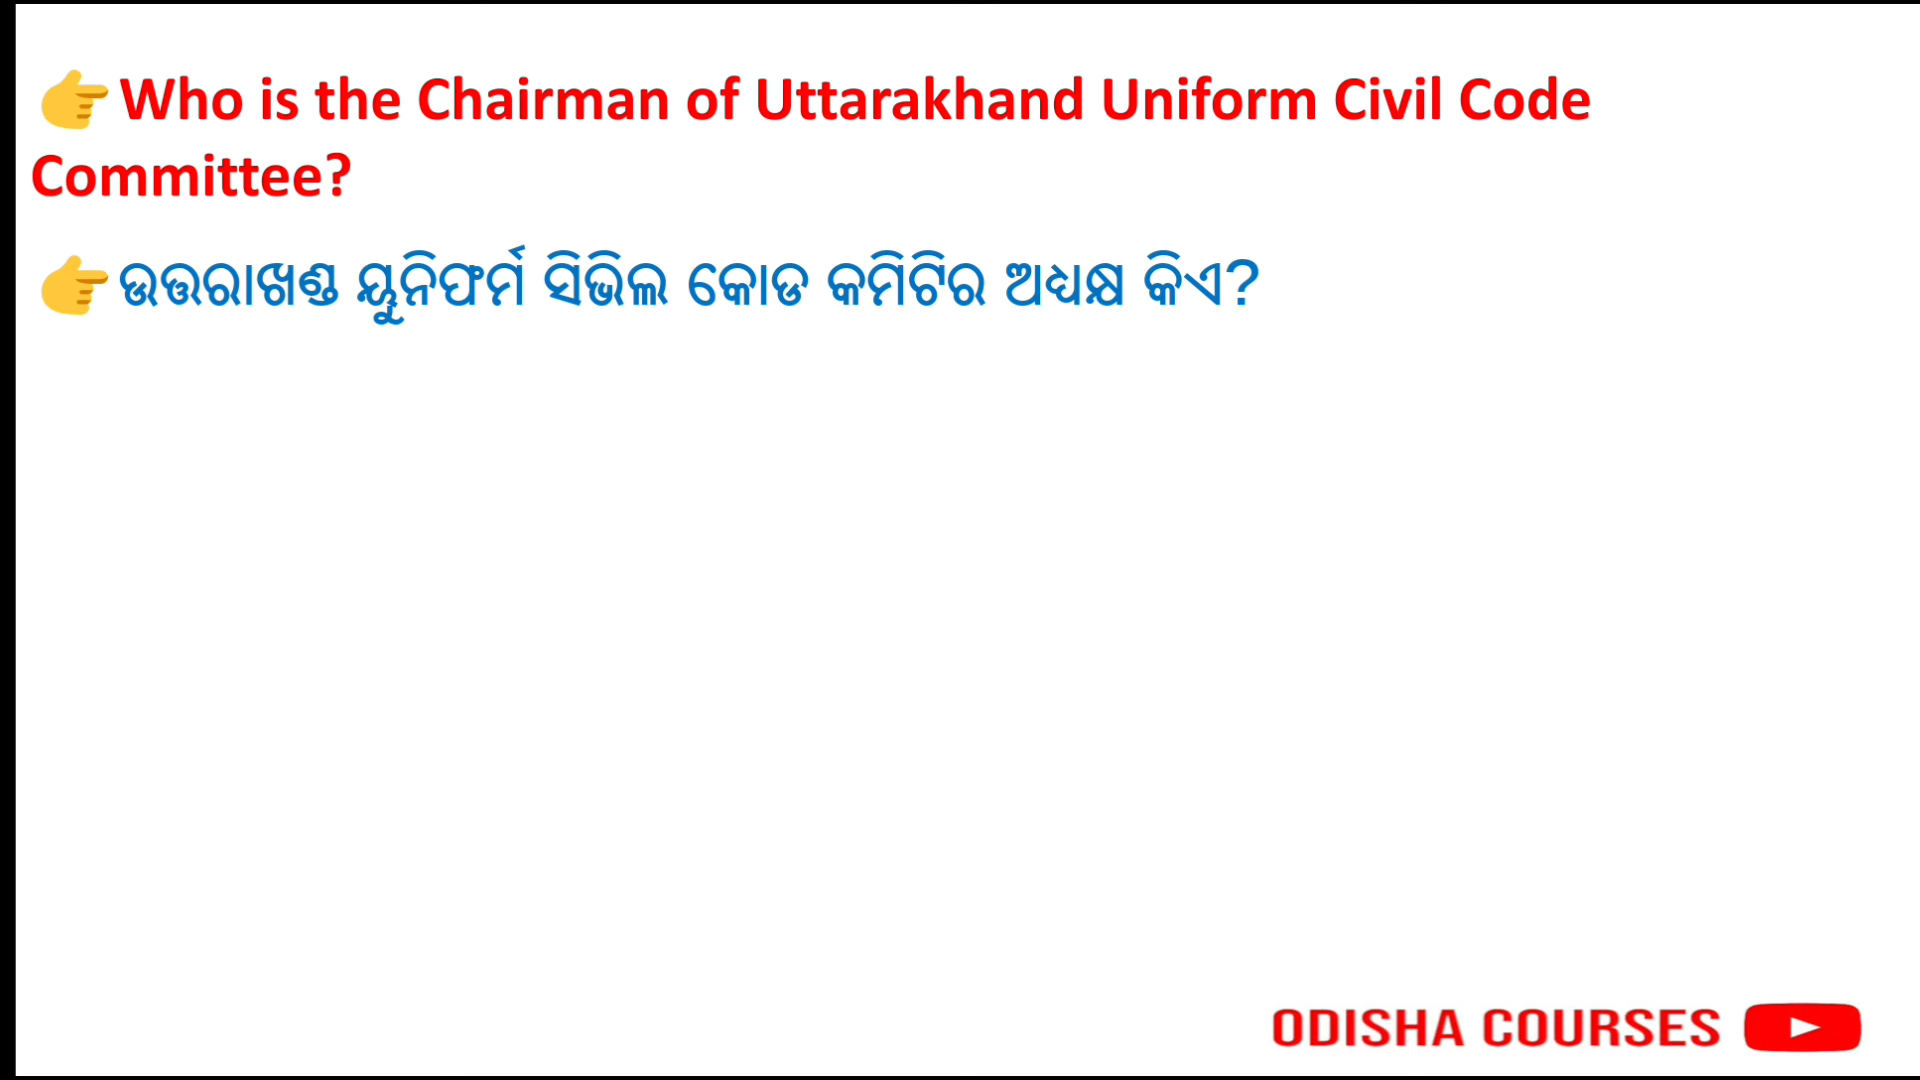 👉Who is the Chairman of Uttarakhand Uniform Civil Code
Committee?
👉ଉତ୍ତରାଖଣ୍ଡ ୟୁନିଫର୍ମ ସିଭିଲ କୋଡ କମିଟିର ଅଧ୍ୟକ୍ଷ କିଏ?
ODISHA COURSES